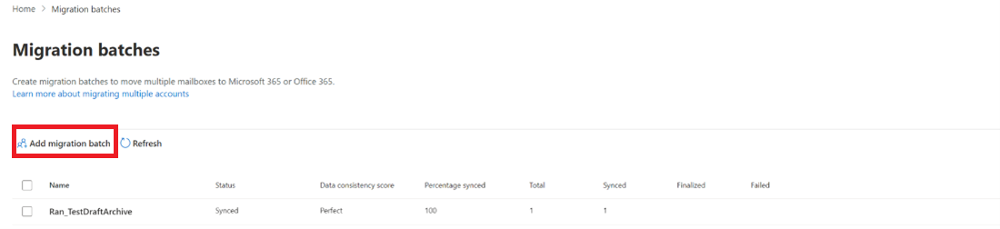 Home > Migration batches
Migration batches
Create migration batches to move multiple mailboxes to Microsoft 365 or Office 365.
Learn more about migrating multiple accounts
Add migration batch Refresh
Name Status Data consistency score Percentage synced Total Synced Finalized Failed
Ran_TestDraftArchive Synced Perfect 100 1 1